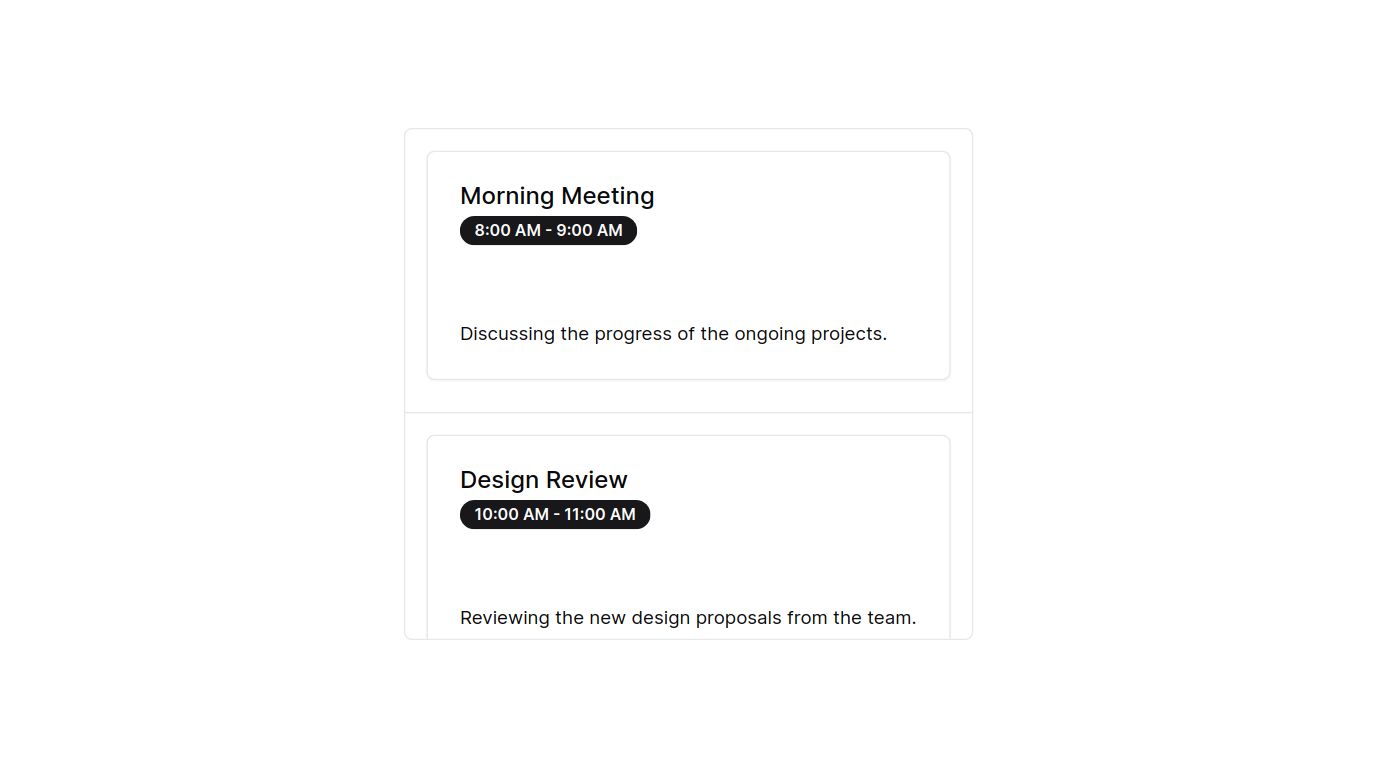 Morning Meeting
8:00 AM - 9:00 AM
Discussing the progress of the ongoing projects.
Design Review
10:00 AM - 11:00 AM
Reviewing the new design proposals from the team.